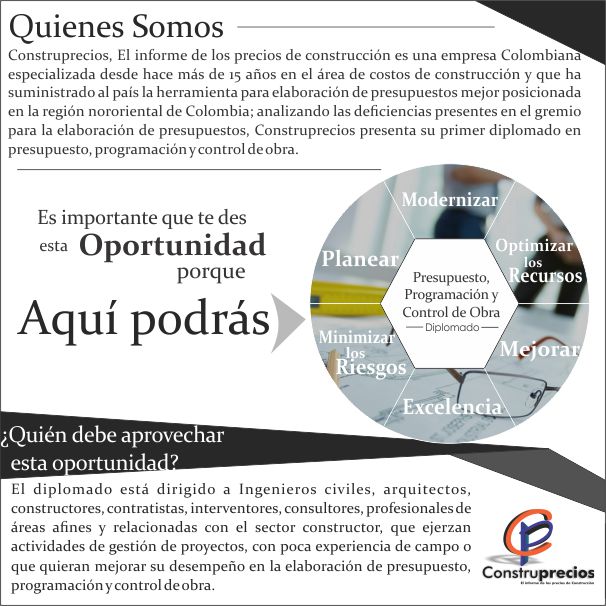 Quienes Somos
Construprecios, El informe de los precios de construcción es una empresa Colombiana
especializada desde hace más de 15 años en el área de costos de construcción y que ha
suministrado al país la herramienta para elaboración de presupuestos mejor posicionada
en la región nororiental de Colombia; analizando las deficiencias presentes en el gremio
para la elaboración de presupuestos, Construprecios presenta su primer diplomado en
presupuesto, programación y control de obra.
Es importante que te des
esta Oportunidad
porque
Aquí podrás
Modernizar
Optimizar
los
Recursos
Mejorar
Excelencia
Minimizar
los
Riesgos
Planear
Presupuesto,
Programación y
Control de Obra
Diplomado
¿Quién debe aprovechar
esta oportunidad?
El diplomado está dirigido a Ingenieros civiles, arquitectos,
constructores, contratistas, interventores, consultores, profesionales de
áreas afines y relacionadas con el sector constructor, que ejerzan
actividades de gestión de proyectos, con poca experiencia de campo o
que quieran mejorar su desempeño en la elaboración de presupuesto,
programación y control de obra.
Construprecios
El informe de los precios de Construcción